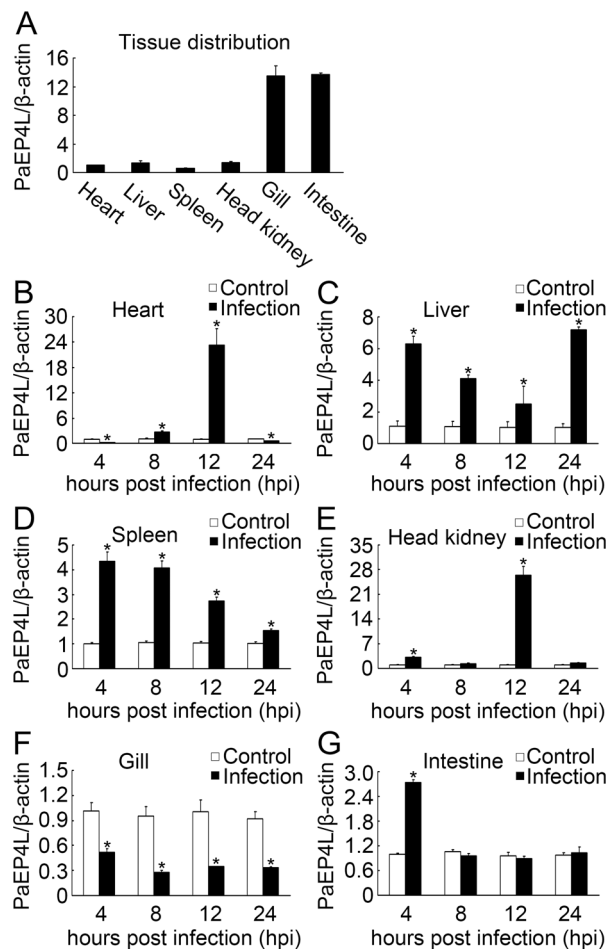 A
Tissue distribution
PaEP4L/β-actin
16
12
8
4
0
Heart
Liver
Spleen
Head kidney
Gill
Intestine
B
Heart
Control
Infection
PaEP4L/β-actin
30
24
18
12
6
0
*
*
*
*
4 8 12 24
hours post infection (hpi)
C
Liver
Control
Infection
PaEP4L/β-actin
8
6
4
2
0
*
*
*
*
4 8 12 24
hours post infection (hpi)
D
Spleen
Control
Infection
PaEP4L/β-actin
5
4
3
2
1
0
*
*
*
*
4 8 12 24
hours post infection (hpi)
E
Head kidney
Control
Infection
PaEP4L/β-actin
35
28
21
14
7
0
*
*
4 8 12 24
hours post infection (hpi)
F
Gill
Control
Infection
PaEP4L/β-actin
1.5
1.2
0.9
0.6
0.3
0
*
*
*
*
4 8 12 24
hours post infection (hpi)
G
Intestine
Control
Infection
PaEP4L/β-actin
3.0
2.4
1.8
1.2
0.6
0
*
4 8 12 24
hours post infection (hpi)